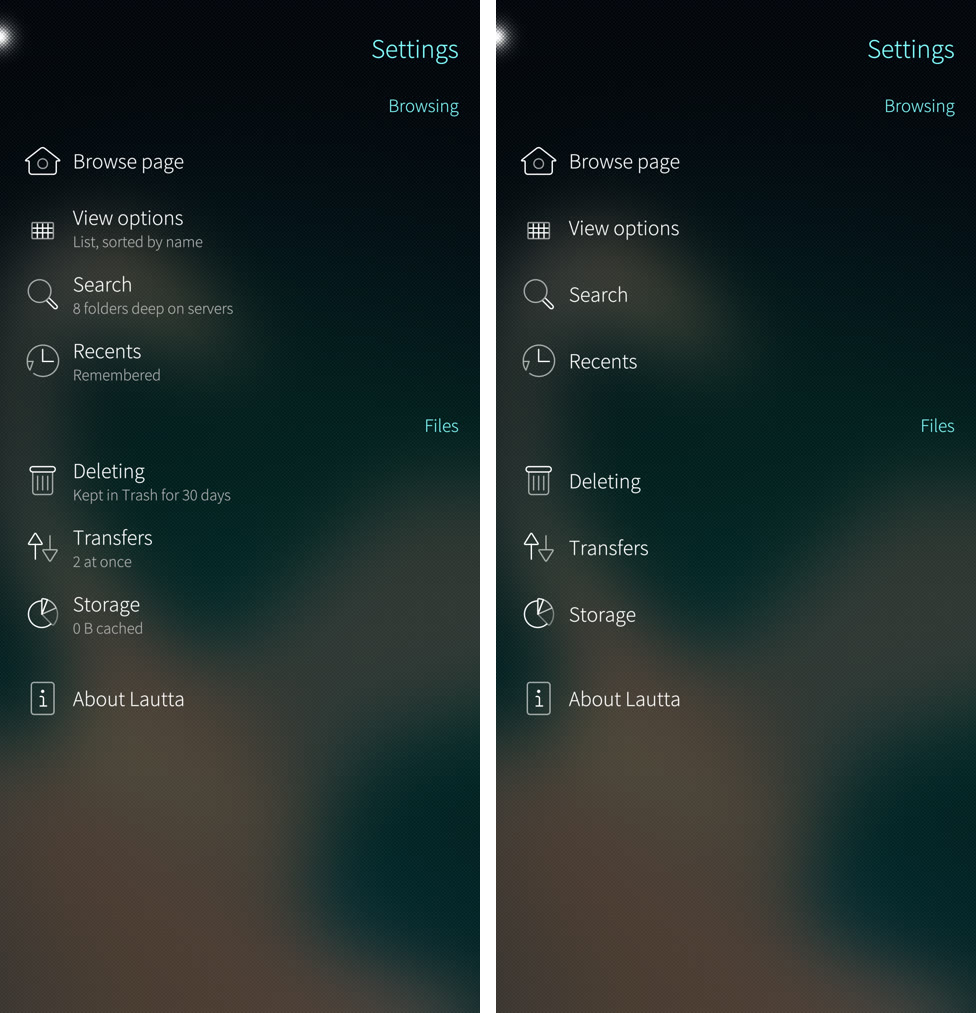 Settings
Browsing
Browse page
View options
List, sorted by name
Search
8 folders deep on servers
Recents
Remembered
Files
Deleting
Kept in Trash for 30 days
Transfers
2 at once
Storage
0 B cached
About Lautta
Settings
Browsing
Browse page
View options
Search
Recents
Files
Deleting
Transfers
Storage
About Lautta